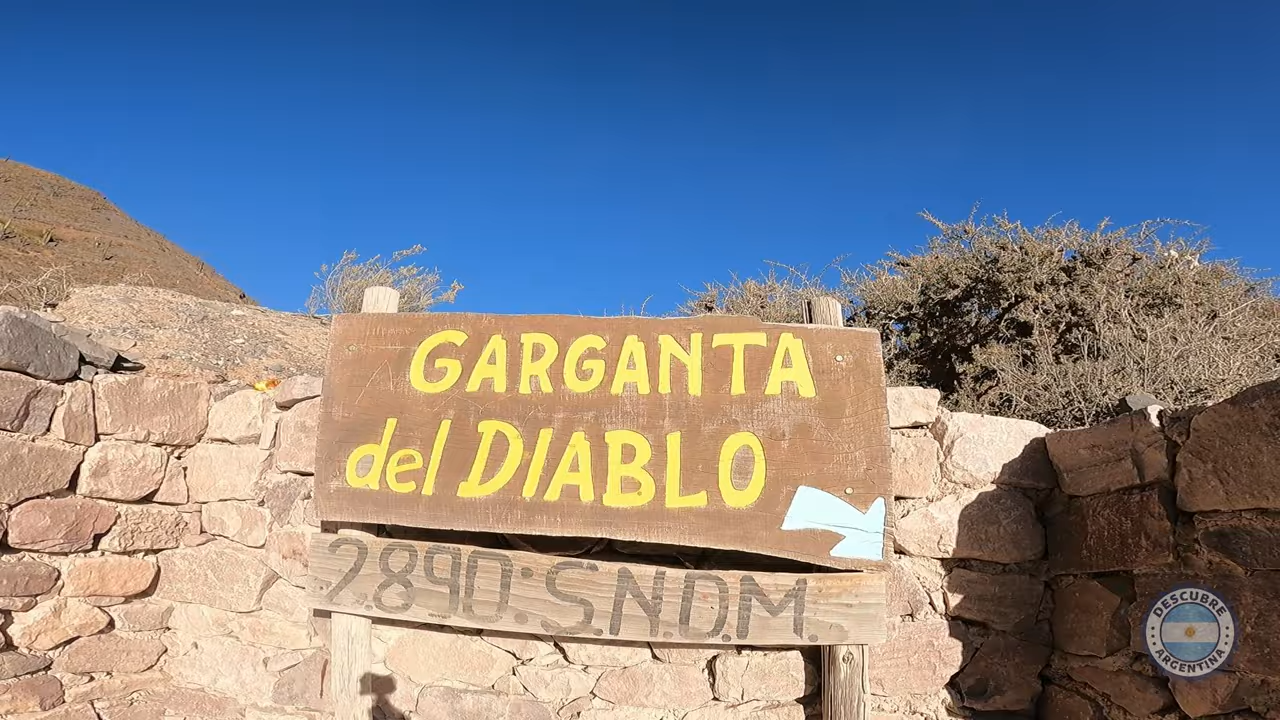 GARGANTA
del DIABLO
2.890: S.N.D.M.
DESCUBRE
ARGENTINA